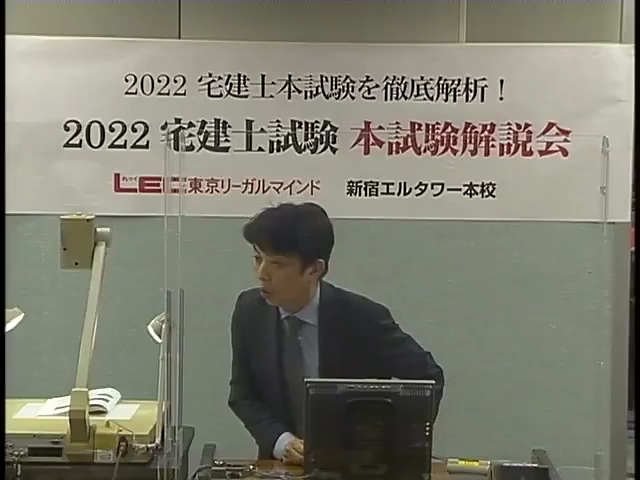 2022 宅建士本試験を徹底解析！
2022 宅建士試験 本試験解説会
LEC東京リーガルマインド 新宿エルタワー本校